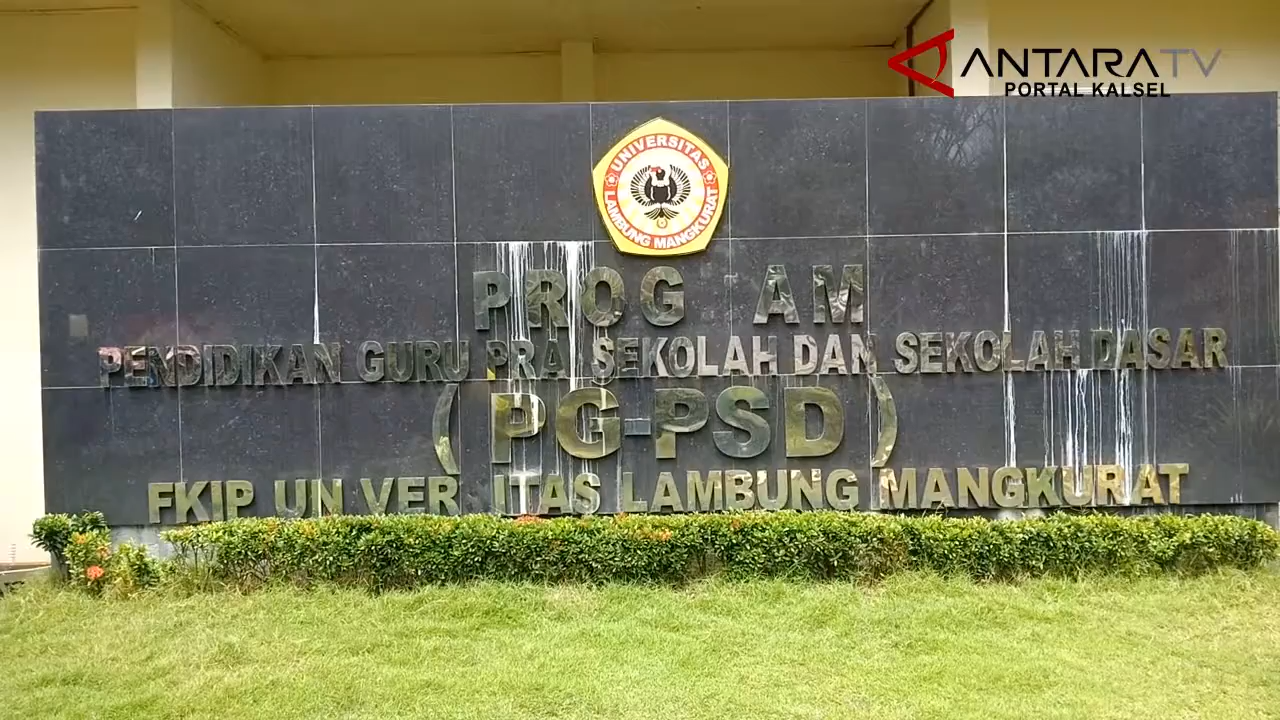 ANTARA TV
PORTAL KALSEL
UNIVERSITAS
LAMBUNG MANGKURAT
PROG AM
PENDIDIKAN GURU PRA SEKOLAH DAN SEKOLAH DASAR
(PG-PSD)
FKIP UN VER ITAS LAMBUNG MANGKURAT